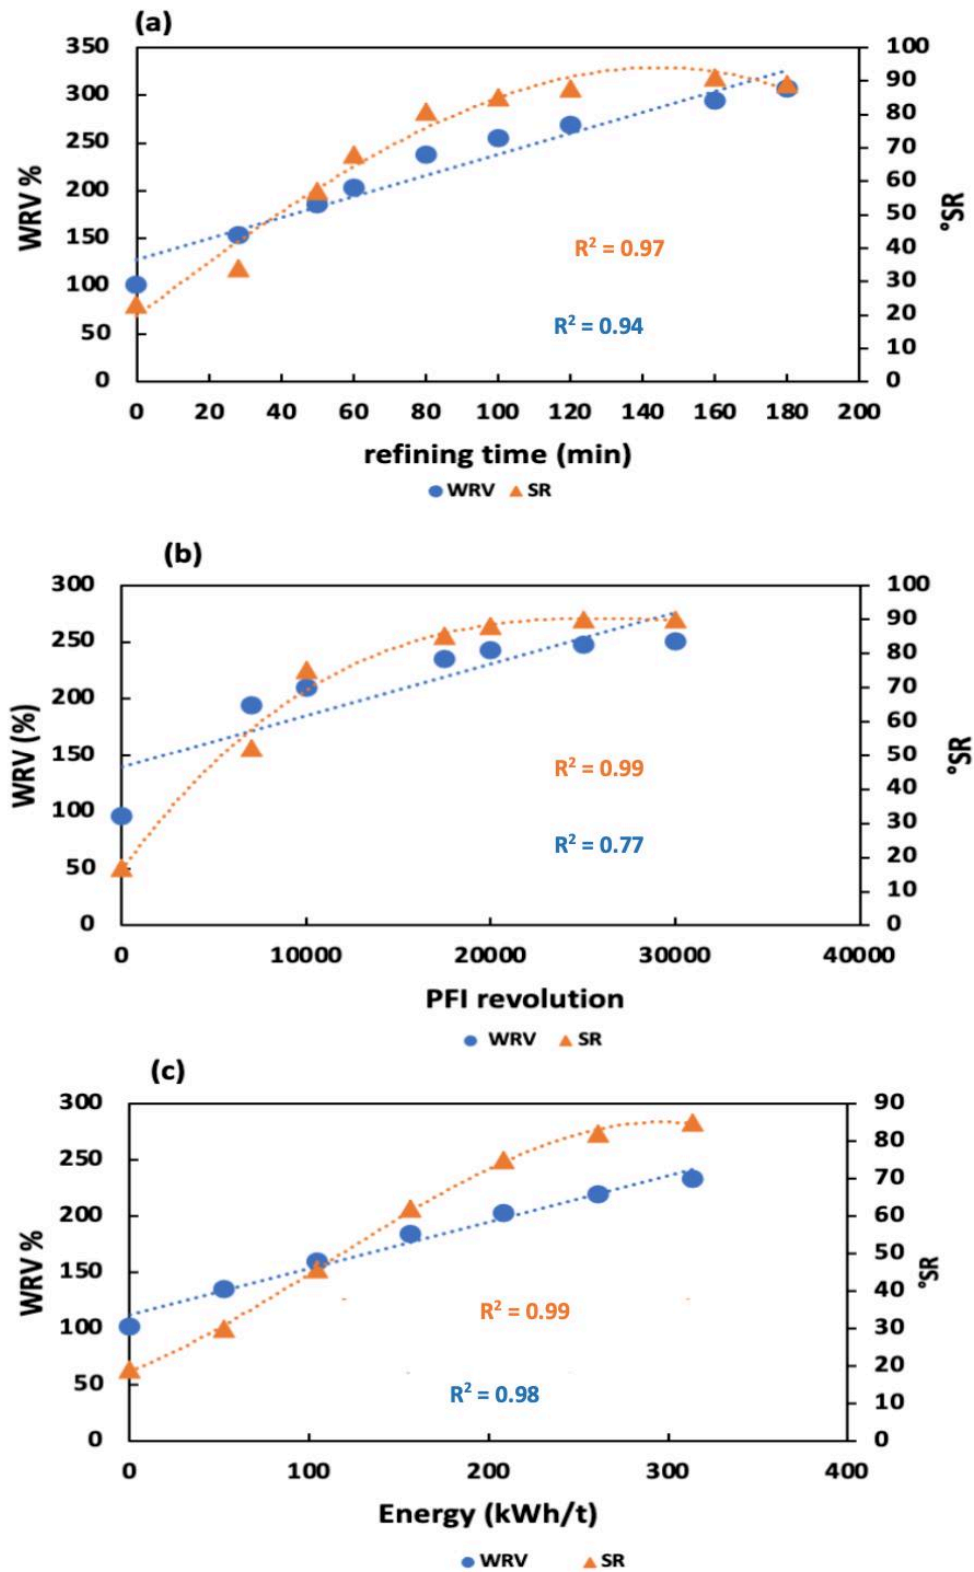 (a)
350
300
250
200
150
100
50
0
WRV %
100
90
80
70
60
50
40
30
20
10
0
°SR
R² = 0.97
R² = 0.94
0 20 40 60 80 100 120 140 160 180 200
refining time (min)
WRV SR
(b)
300
250
200
150
100
50
0
WRV (%)
100
90
80
70
60
50
40
30
20
10
0
°SR
R² = 0.99
R² = 0.77
0 10000 20000 30000 40000
PFI revolution
WRV SR
(c)
300
250
200
150
100
50
0
WRV %
90
80
70
60
50
40
30
20
10
0
°SR
R² = 0.99
R² = 0.98
0 100 200 300 400
Energy (kWh/t)
WRV SR